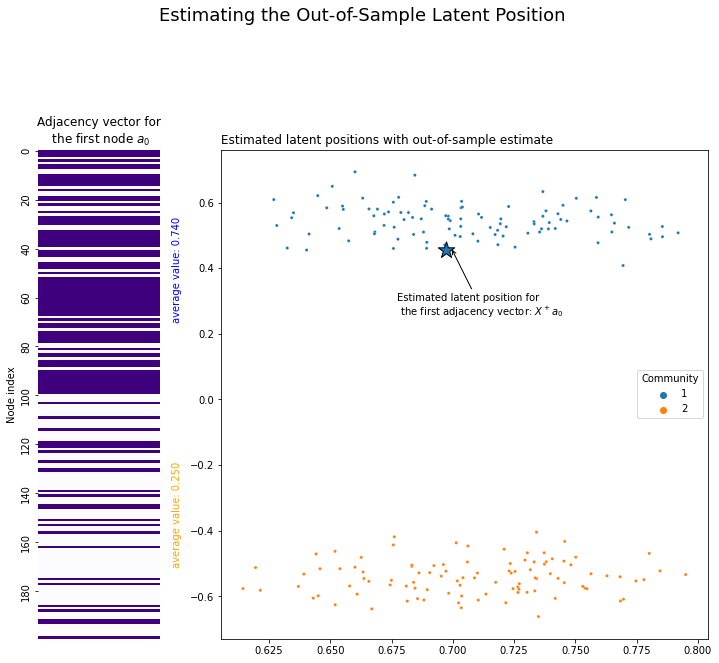 Estimating the Out-of-Sample Latent Position
Adjacency vector for
the first node a₀
Node index
0
20
40
60
80
100
120
140
160
180
average value: 0.740
average value: 0.250
Estimated latent positions with out-of-sample estimate
0.6
0.4
0.2
0.0
−0.2
−0.4
−0.6
Estimated latent position for
the first adjacency vector: X⁺a₀
Community
1
2
0.625 0.650 0.675 0.700 0.725 0.750 0.775 0.800